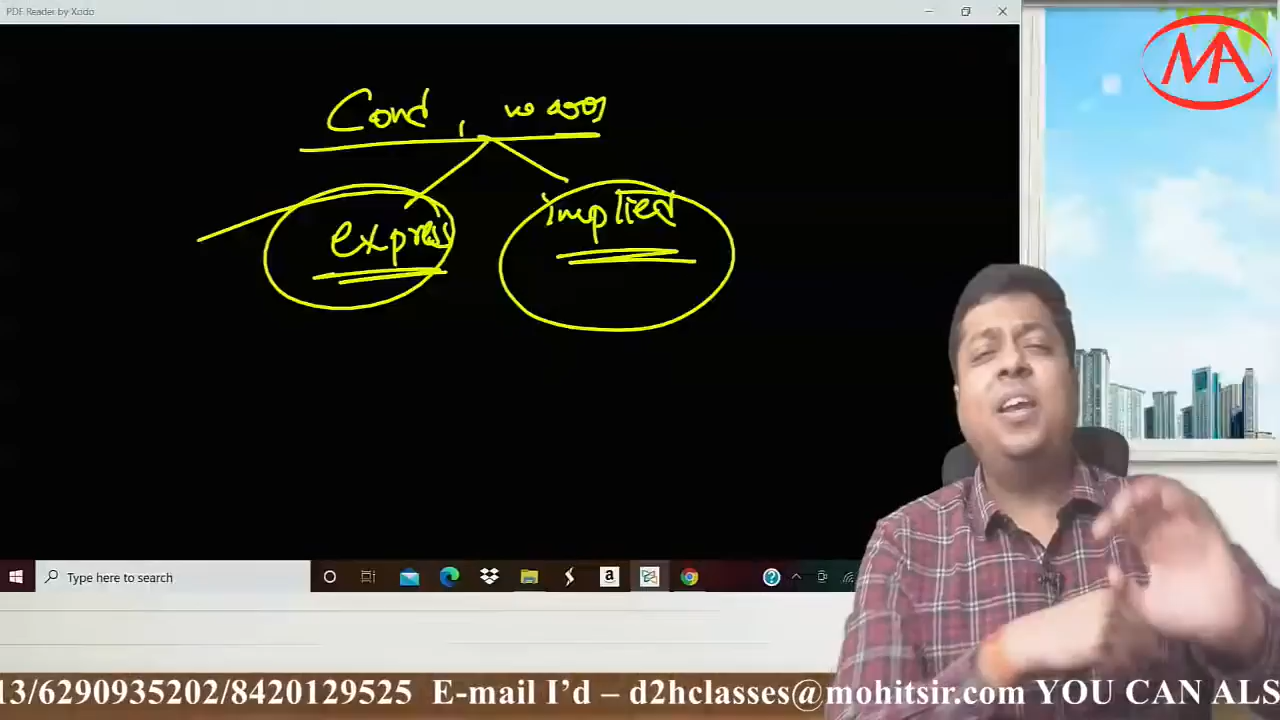 PDF Reader by Xodo
MA
Cond,
express
implied
Type here to search
13/6290935202/8420129525 E-mail I'd – d2hclasses@mohitsir.com YOU CAN ALS